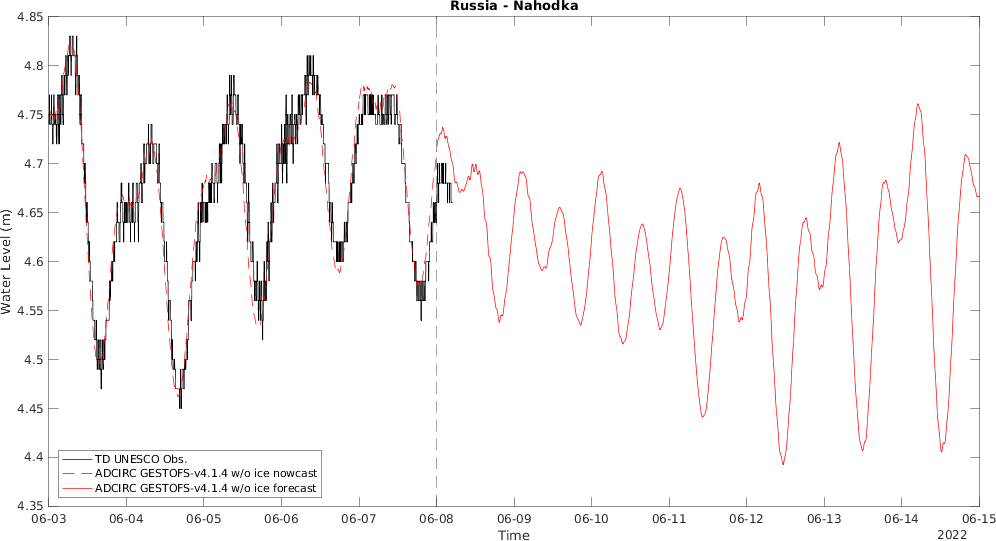 Russia - Nahodka
4.85
4.8
4.75
4.7
4.65
4.6
4.55
4.5
4.45
4.4
4.35
Water Level (m)
TD UNESCO Obs.
ADCIRC GESTOFS-v4.1.4 w/o ice nowcast
ADCIRC GESTOFS-v4.1.4 w/o ice forecast
06-03 06-04 06-05 06-06 06-07 06-08 06-09 06-10 06-11 06-12 06-13 06-14 06-15
Time
2022